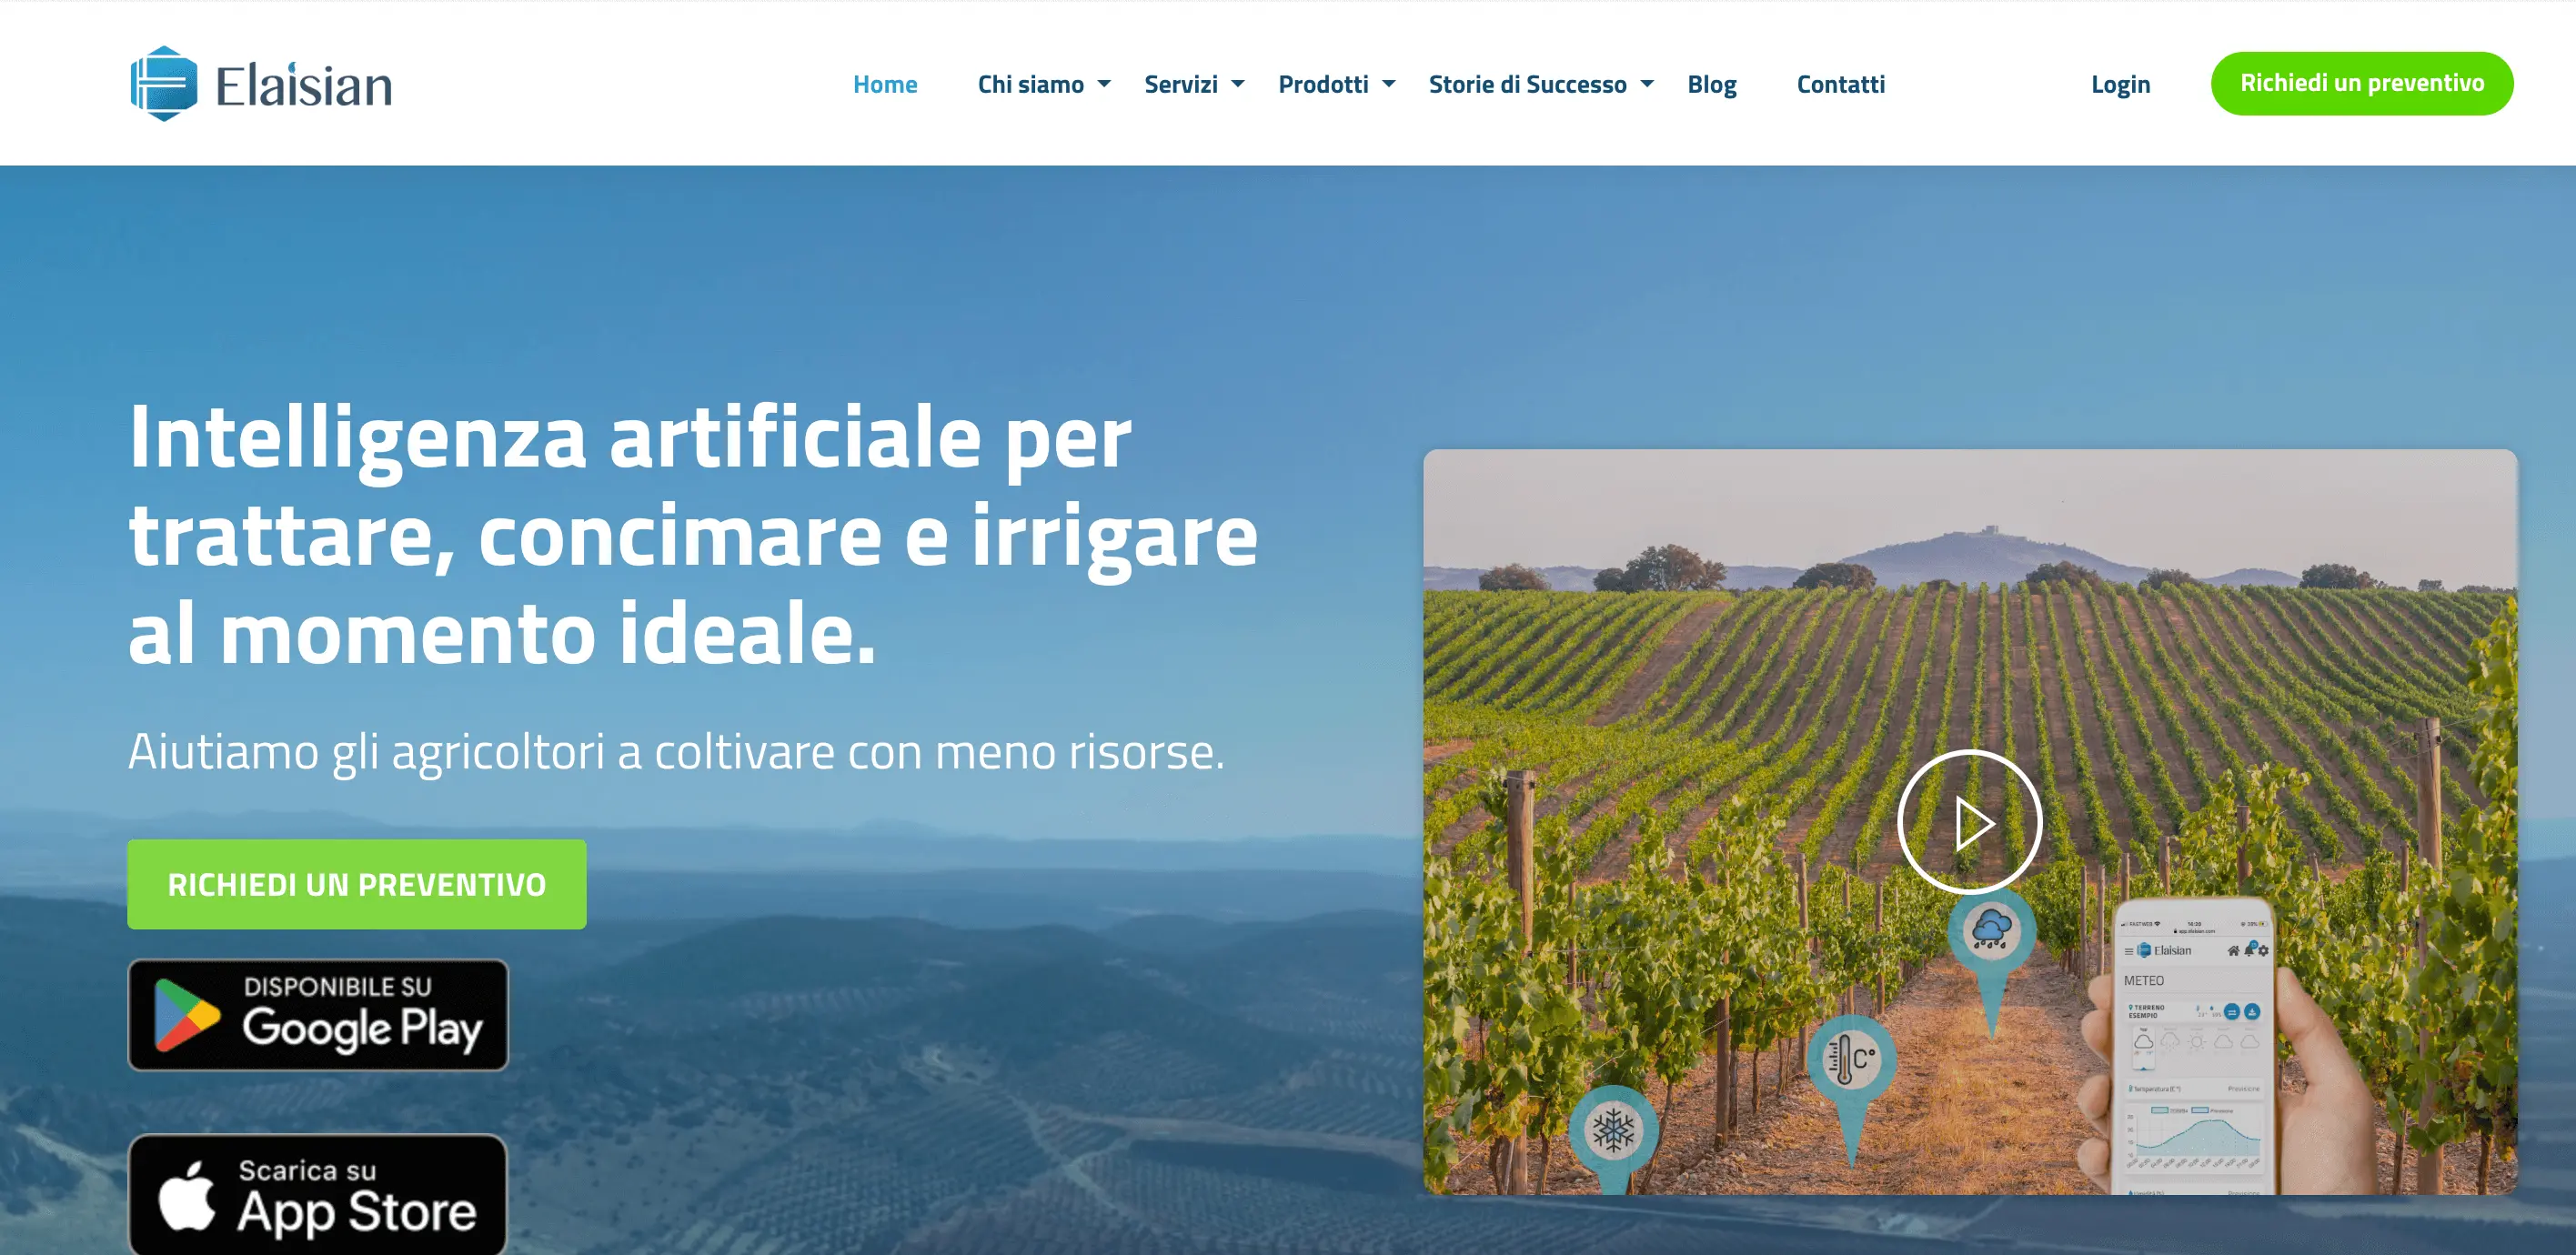 Elaisian
Home
Chi siamo
Servizi
Prodotti
Storie di Successo
Blog
Contatti
Login
Richiedi un preventivo
Intelligenza artificiale per
trattare, concimare e irrigare
al momento ideale.
Aiutiamo gli agricoltori a coltivare con meno risorse.
RICHIEDI UN PREVENTIVO
DISPONIBILE SU
Google Play
Scarica su
App Store
C°
Elaisian
METEO
TERRENO
ESEMPIO
Temperatura (C°)
Previsione